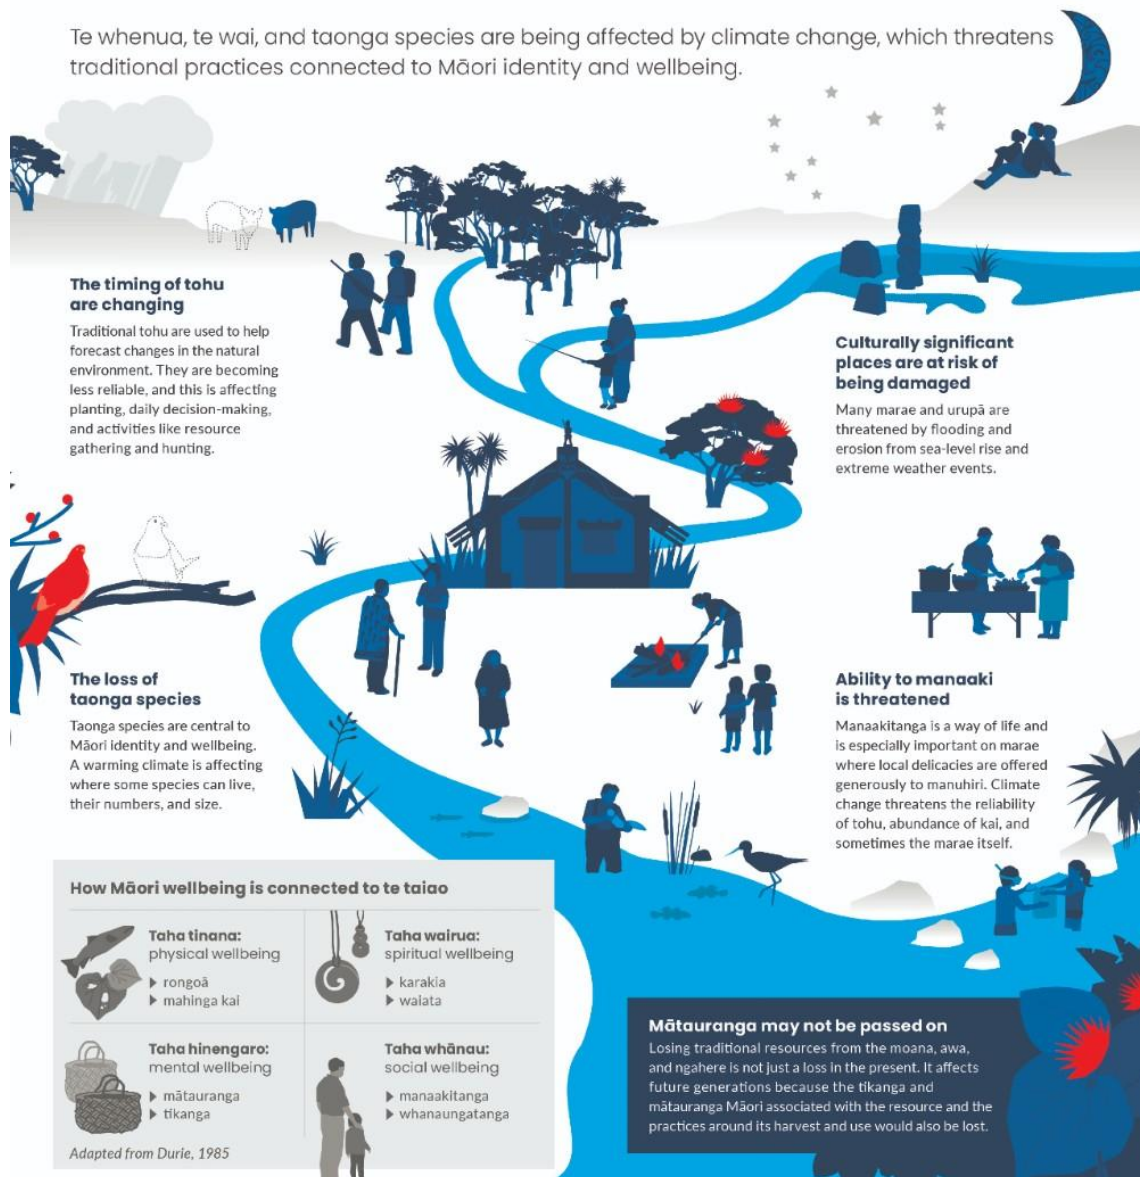 Te whenua, te wai, and taonga species are being affected by climate change, which threatens
traditional practices connected to Māori identity and wellbeing.
The timing of tohu
are changing
Traditional tohu are used to help
forecast changes in the natural
environment. They are becoming
less reliable, and this is affecting
planting, daily decision-making,
and activities like resource
gathering and hunting.
Culturally significant
places are at risk of
being damaged
Many marae and urupā are
threatened by flooding and
erosion from sea-level rise and
extreme weather events.
The loss of
taonga species
Taonga species are central to
Māori identity and wellbeing.
A warming climate is affecting
where some species can live,
their numbers, and size.
Ability to manaaki
is threatened
Manaakitanga is a way of life and
is especially important on marae
where local delicacies are offered
generously to manuhiri. Climate
change threatens the reliability
of tohu, abundance of kai, and
sometimes the marae itself.
How Māori wellbeing is connected to te taiao
Taha tinana:
physical wellbeing
rongoā
mahinga kai
Taha wairua:
spiritual wellbeing
karakia
waiata
Taha hinengaro:
mental wellbeing
mātauranga
tikanga
Taha whānau:
social wellbeing
manaakitanga
whanaungatanga
Adapted from Durie, 1985
Mātauranga may not be passed on
Losing traditional resources from the moana, awa,
and ngahere is not just a loss in the present. It affects
future generations because the tikanga and
mātauranga Māori associated with the resource and the
practices around its harvest and use would also be lost.